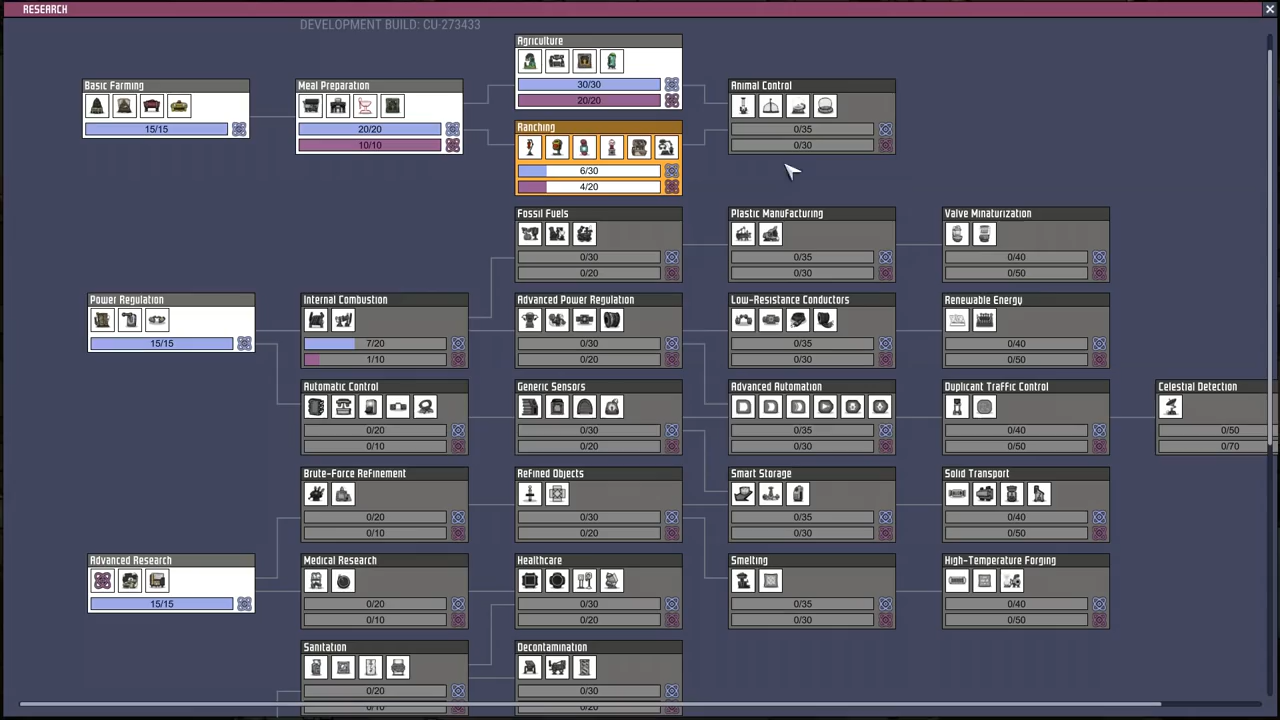 RESEARCH
DEVELOPMENT BUILD: CU-273433
Agriculture
30/30
20/20
Basic Farming
15/15
Meal Preparation
20/20
10/10
Animal Control
0/35
0/30
Ranching
6/30
4/20
Fossil Fuels
0/30
0/20
Plastic Manufacturing
0/35
0/30
Valve Minaturization
0/40
0/50
Power Regulation
15/15
Internal Combustion
7/20
1/10
Advanced Power Regulation
0/30
0/20
Low-Resistance Conductors
0/35
0/30
Renewable Energy
0/40
0/50
Automatic Control
0/20
0/10
Generic Sensors
0/30
0/20
Advanced Automation
0/35
0/30
Duplicant Traffic Control
0/40
0/50
Celestial Detection
0/50
0/70
Brute-Force Refinement
0/20
0/10
Refined Objects
0/30
0/20
Smart Storage
0/35
0/30
Solid Transport
0/40
0/50
Advanced Research
15/15
Medical Research
0/20
0/10
Healthcare
0/30
0/20
Smelting
0/35
0/30
High-Temperature Forging
0/40
0/50
Sanitation
0/20
0/10
Decontamination
0/30
0/20